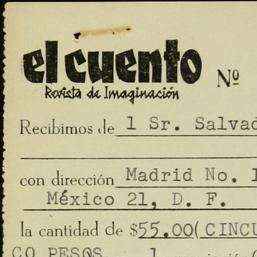 el cuento
Revista de Imaginación
Nº
Recibimos de l Sr. Salvad
con dirección Madrid No. 1
México 21, D. F.
la cantidad de $55.00( CINCU
CO PESOS